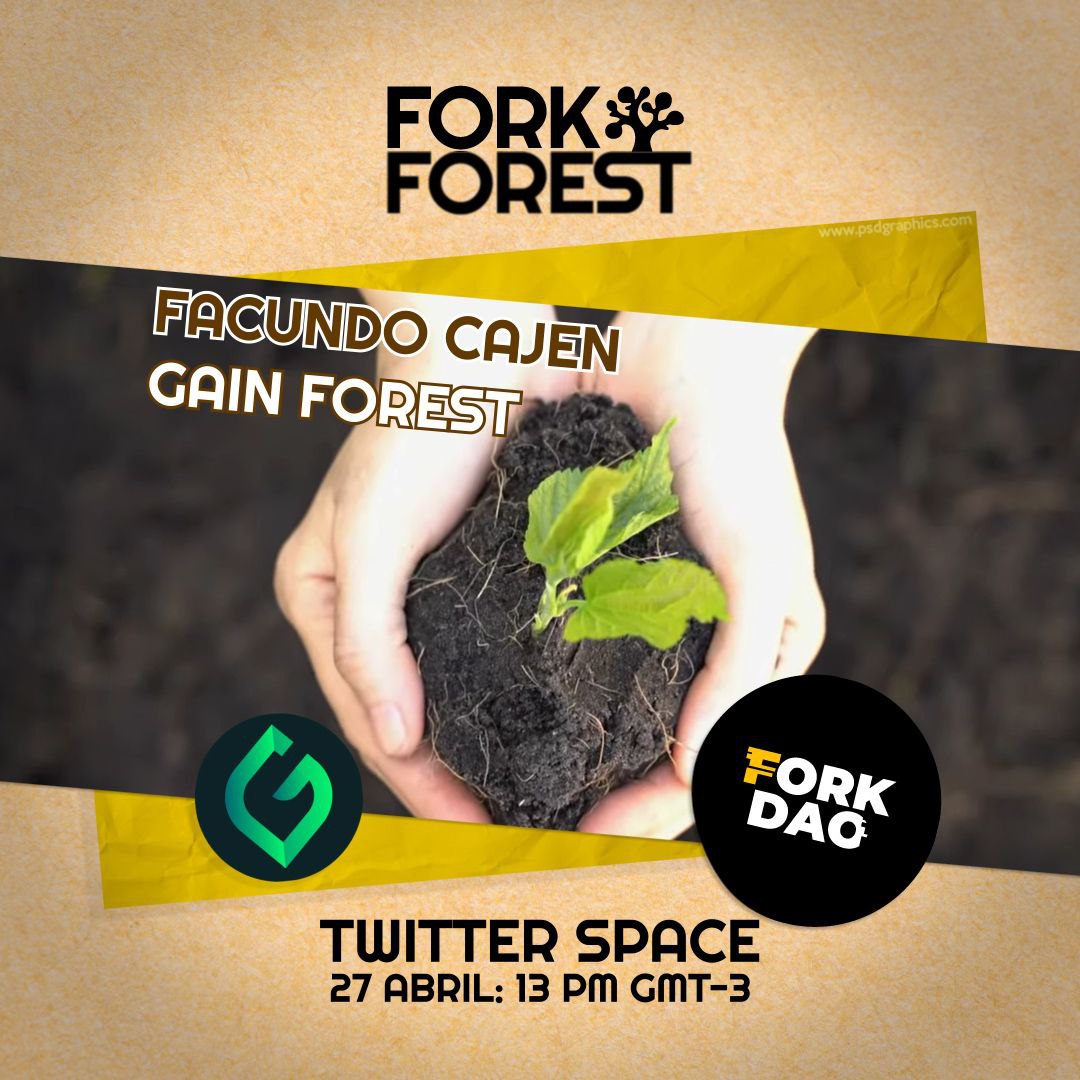 FORK
FOREST
www.psdgraphics.com
FACUNDO CAJEN
GAIN FOREST
FORK
DAO
TWITTER SPACE
27 ABRIL: 13 PM GMT-3